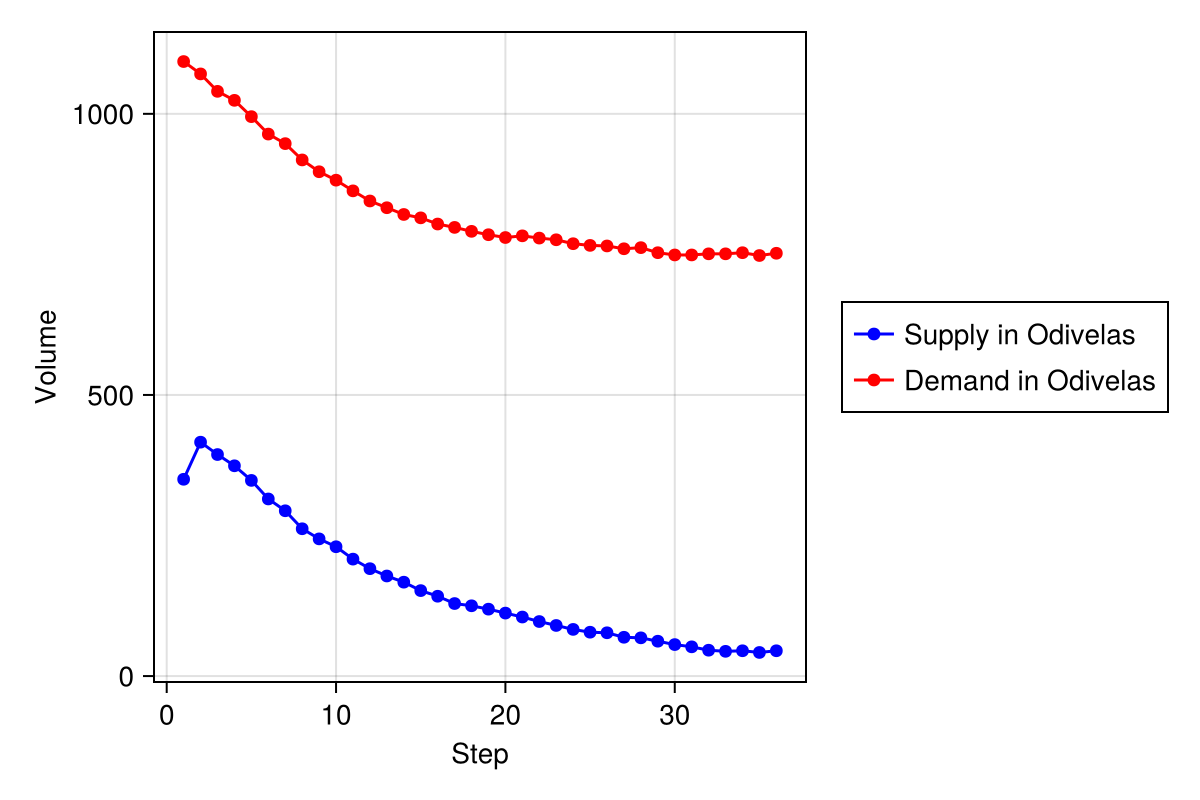 1000
500
0
Volume
0 10 20 30
Step
Supply in Odivelas
Demand in Odivelas